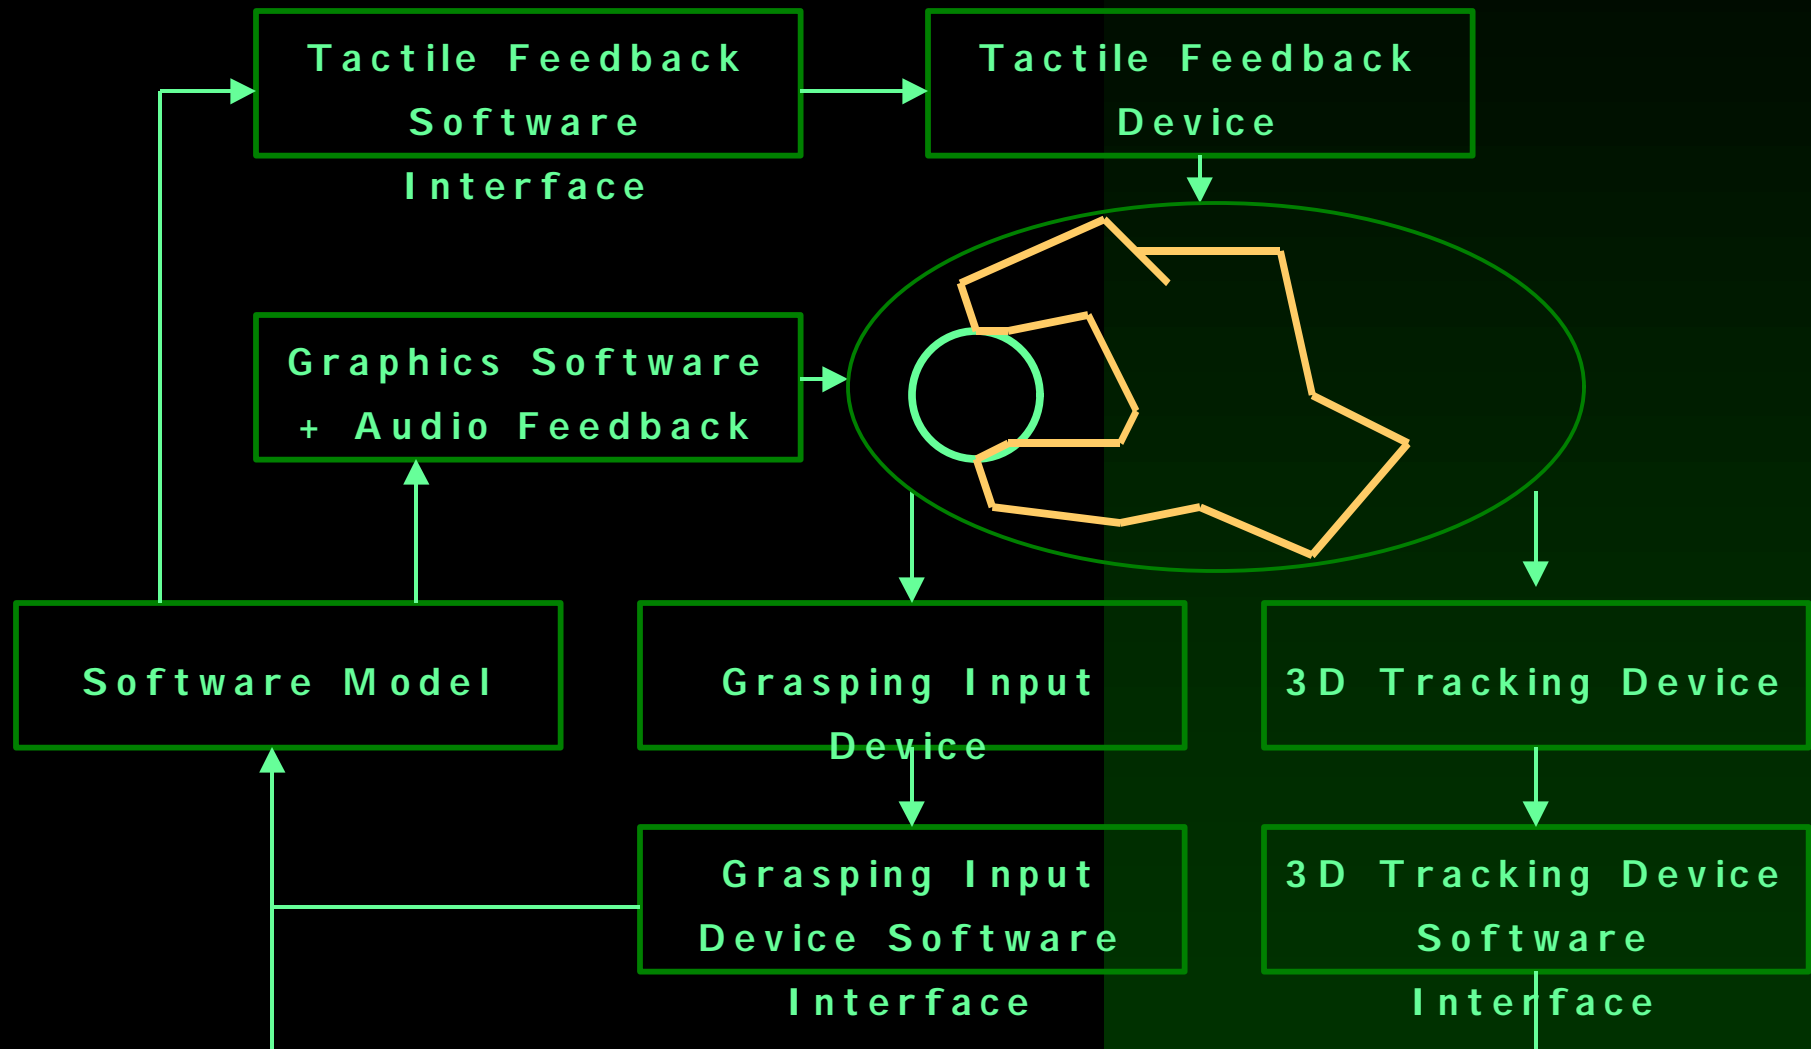 Tactile Feedback
Software
Interface
Tactile Feedback
Device
Graphics Software
+ Audio Feedback
Software Model
Grasping Input
Device
3D Tracking Device
Grasping Input
Device Software
Interface
3D Tracking Device
Software
Interface